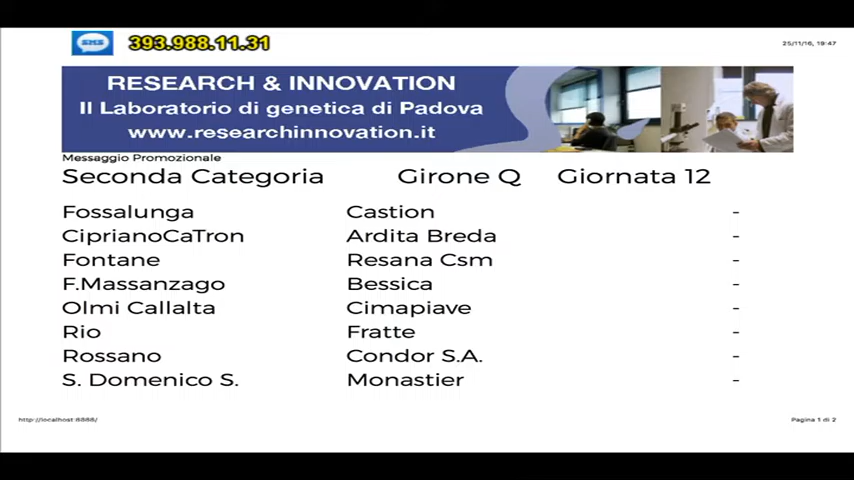 SMS 393.988.11.31
25/11/16, 19:47
RESEARCH & INNOVATION
Il Laboratorio di genetica di Padova
www.researchinnovation.it
Messaggio Promozionale
Seconda Categoria Girone Q Giornata 12
Fossalunga Castion -
CiprianoCaTron Ardita Breda -
Fontane Resana Csm -
F.Massanzago Bessica -
Olmi Callalta Cimapiave -
Rio Fratte -
Rossano Condor S.A. -
S. Domenico S. Monastier -
http://localhost:6866/ Pagina 1 di 2